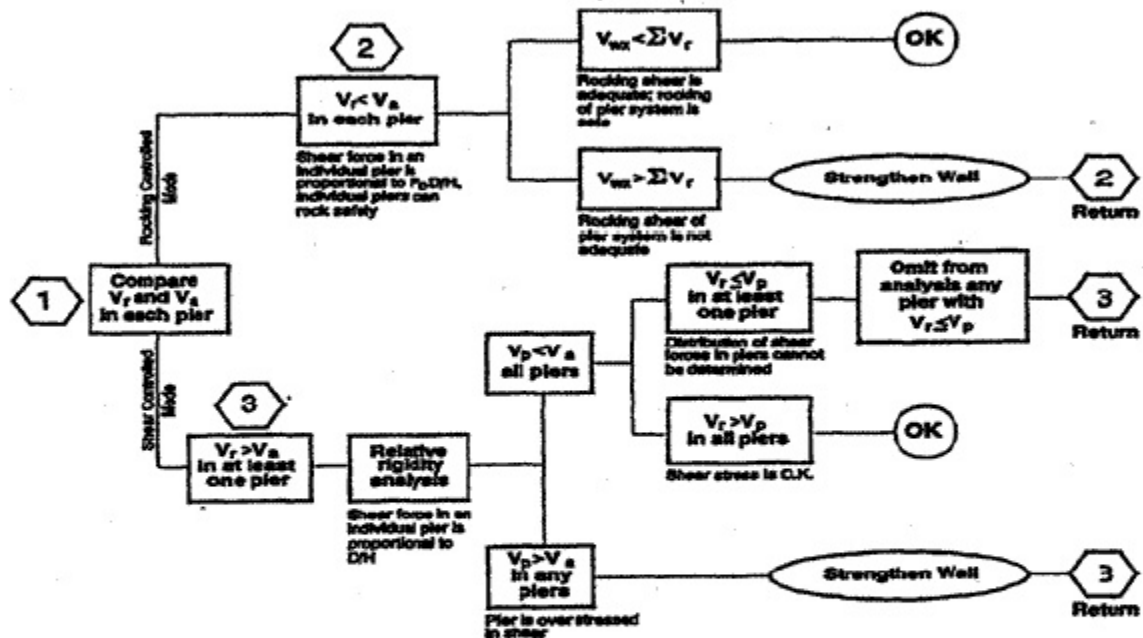 1
Compare
Vr and Va
in each pier
Rocking Controlled
Mode
Shear Controlled
Mode
2
Vr< Va
in each pier
Shear force in an
individual pier is
proportional to PDD/H,
individual piers can
rock safely
Vwx<ΣVr
Rocking shear is
adequate; rocking
of pier system is
safe
OK
Vwx>ΣVr
Rocking shear of
pier system is not
adequate
Strengthen Wall
2
Return
3
Vr>Va
in at least
one pier
Relative
rigidity
analysis
Shear force in an
individual pier is
proportional to
D/H
Vp<Va
all piers
Vr≤Vp
in at least
one pier
Distribution of shear
forces in piers cannot
be determined
Omit from
analysis any
pier with
Vr≤Vp
3
Return
Vr>Vp
in all piers
Shear stress is O.K.
OK
Vp>Va
in any
piers
Pier is over stressed
in shear
Strengthen Wall
3
Return